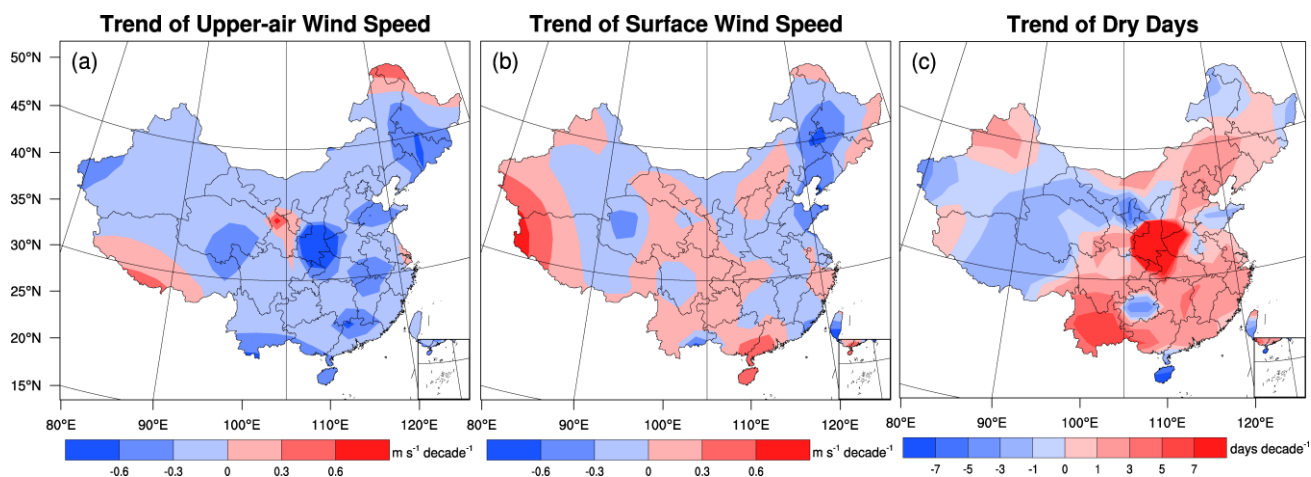 Trend of Upper-air Wind Speed
Trend of Surface Wind Speed
Trend of Dry Days
(a)
(b)
(c)
50°N
45°N
40°N
35°N
30°N
25°N
20°N
15°N
80°E 90°E 100°E 110°E 120°E
80°E 90°E 100°E 110°E 120°E
80°E 90°E 100°E 110°E 120°E
-0.6 -0.3 0 0.3 0.6
m s⁻¹ decade⁻¹
-0.6 -0.3 0 0.3 0.6
m s⁻¹ decade⁻¹
-7 -5 -3 -1 0 1 3 5 7
days decade⁻¹